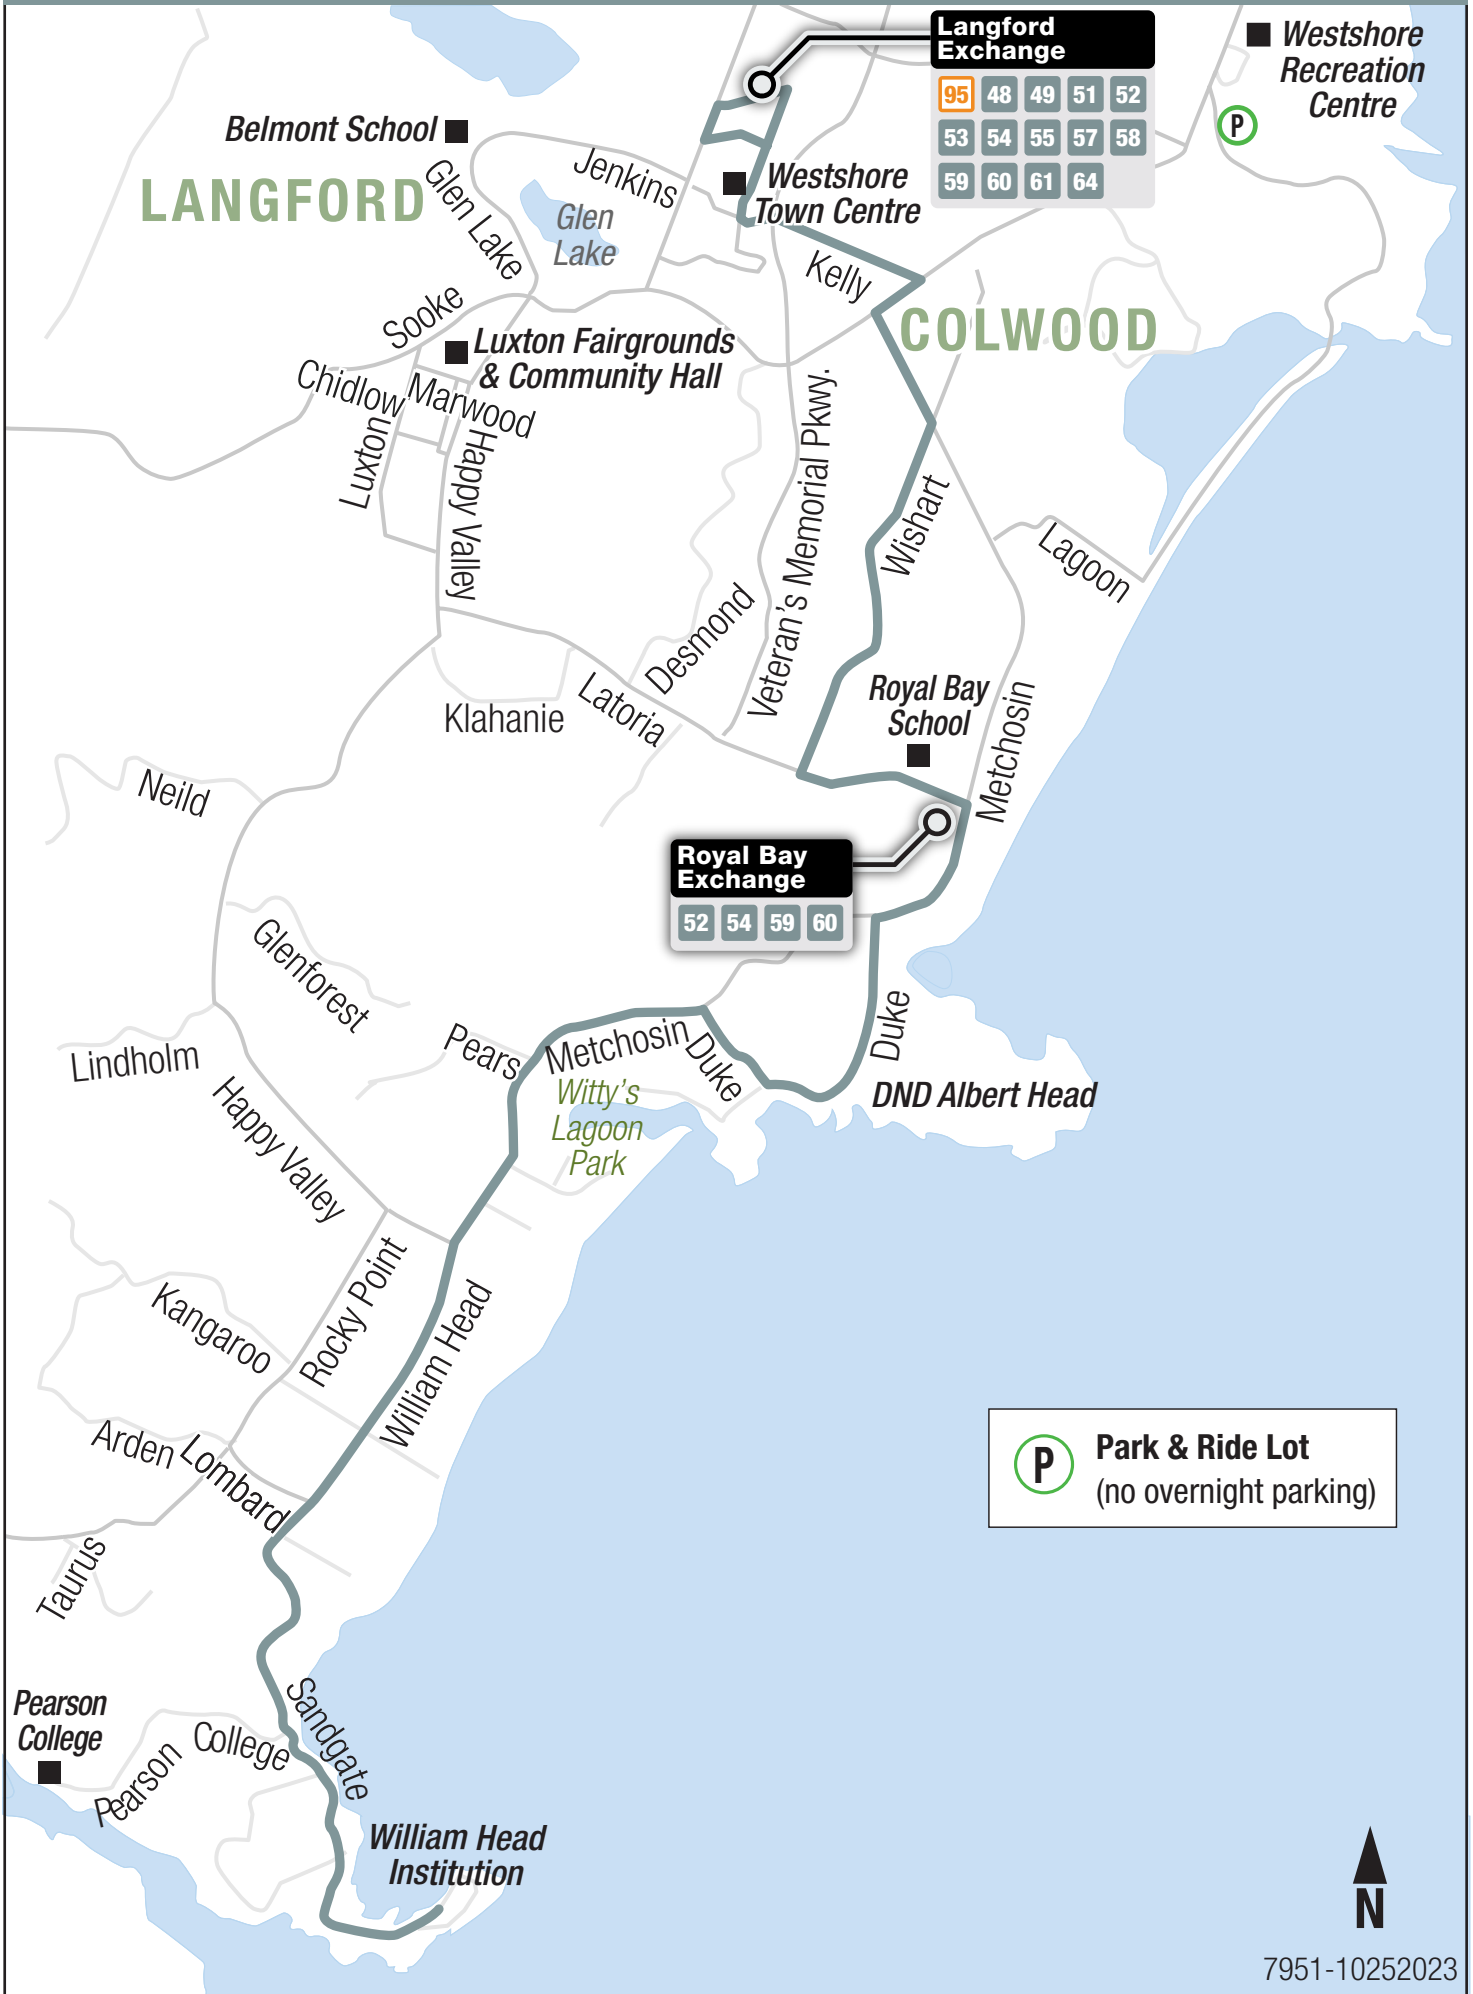 Langford
Exchange
95 48 49 51 52
53 54 55 57 58
59 60 61 64
Westshore
Recreation
Centre
P
Belmont School
LANGFORD
Glen Lake
Jenkins
Glen
Lake
Westshore
Town Centre
Kelly
COLWOOD
Sooke
Luxton Fairgrounds
& Community Hall
Chidlow
Marwood
Luxton
Happy Valley
Veteran's Memorial Pkwy.
Wishart
Lagoon
Desmond
Klahanie
Latoria
Royal Bay
School
Metchosin
Neild
Royal Bay
Exchange
52 54 59 60
Glenforest
Lindholm
Pears
Metchosin
Duke
Duke
DND Albert Head
Witty's
Lagoon
Park
Happy Valley
Kangaroo
Rocky Point
William Head
Arden
Lombard
Taurus
P
Park & Ride Lot
(no overnight parking)
Pearson
College
Pearson
College
Sandgate
William Head
Institution
N
7951-10252023